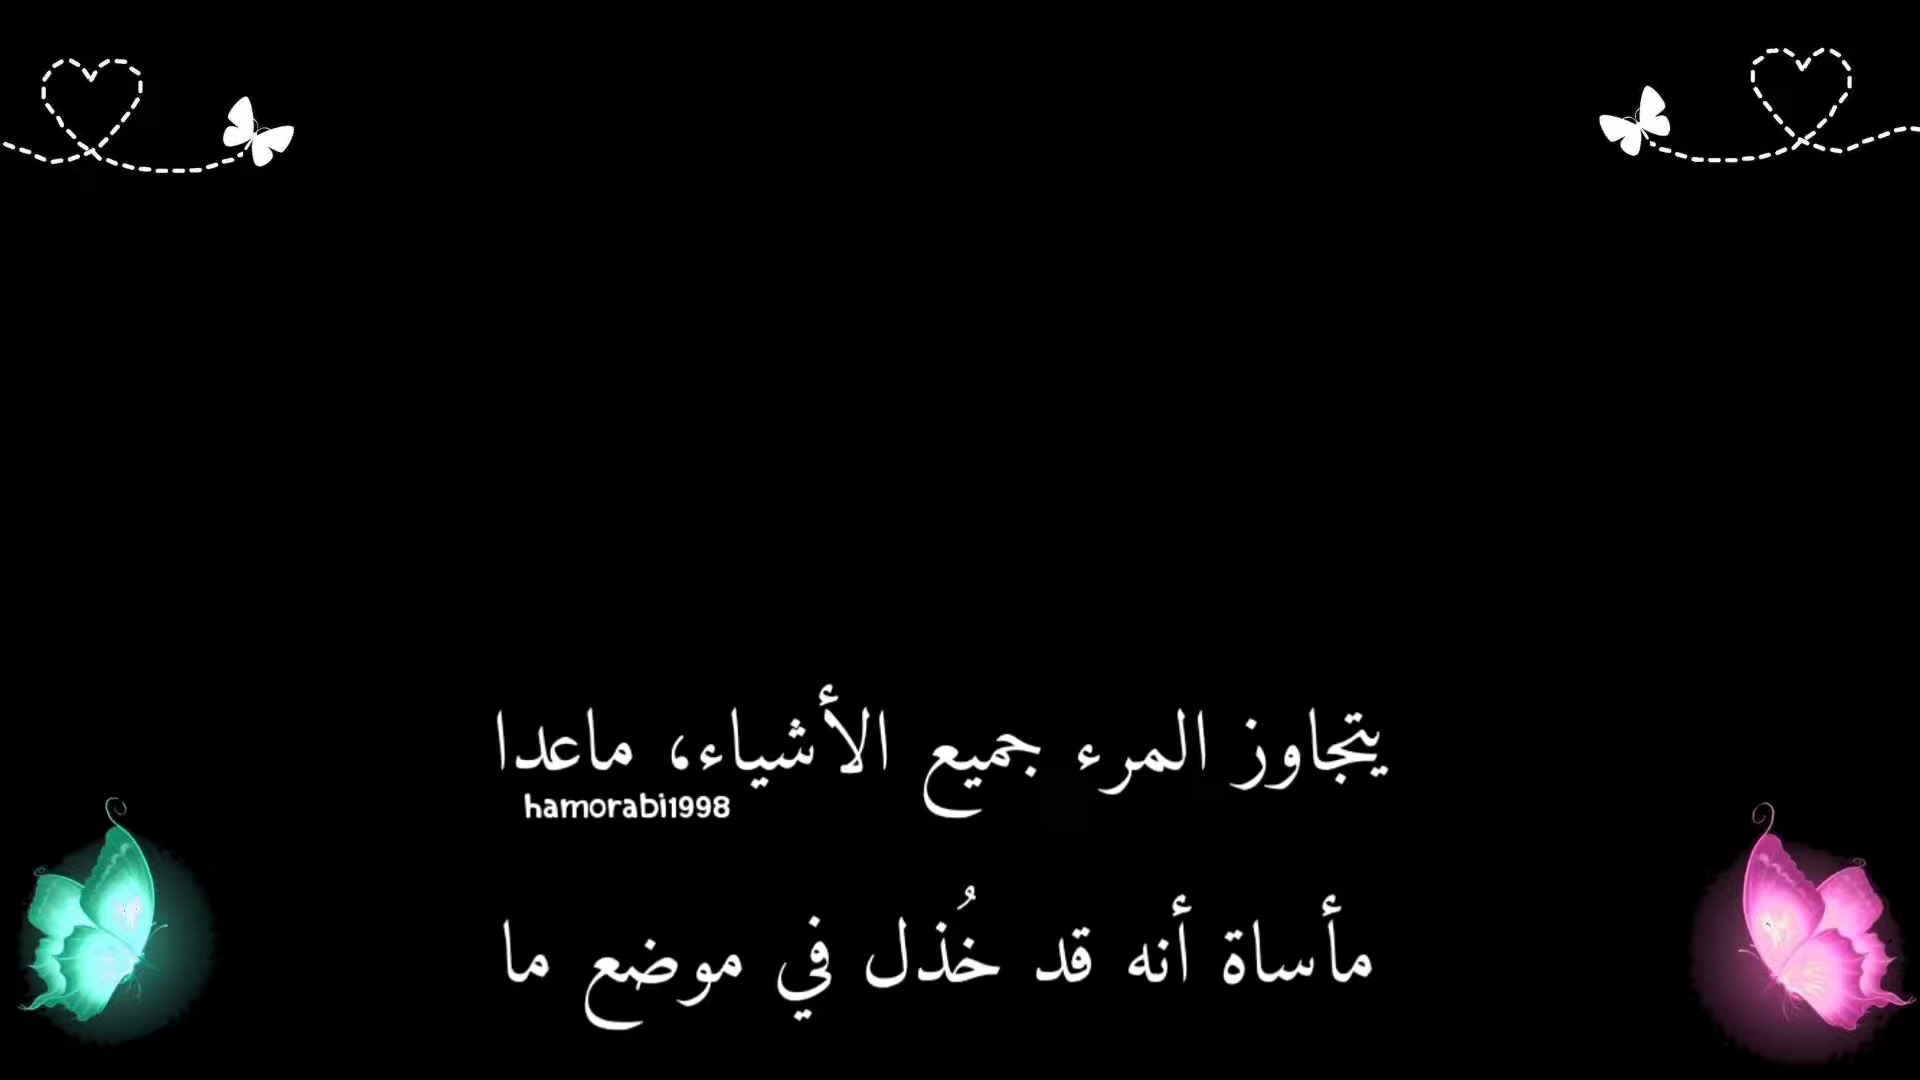 يتجاوز المرء جميع الأشياء، ماعدا
hamorabi1998
مأساة أنه قد خُذل في موضع ما